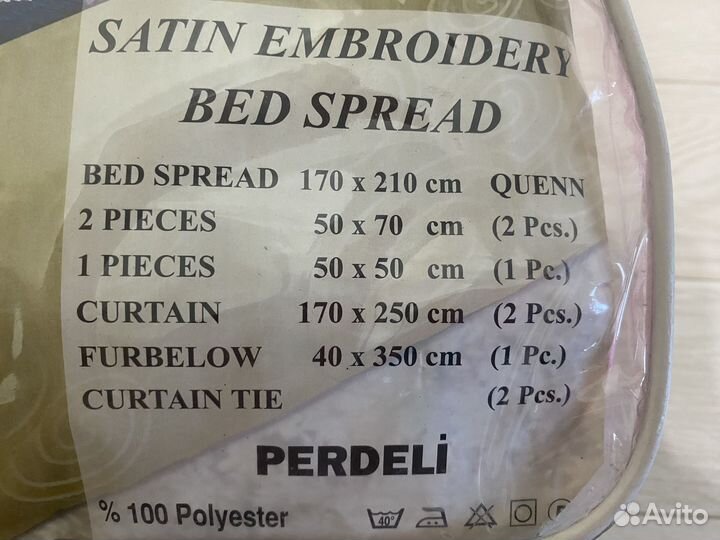 SATIN EMBROIDERY
BED SPREAD
BED SPREAD 170 x 210 cm QUENN
2 PIECES 50 x 70 cm (2 Pcs.)
1 PIECES 50 x 50 cm (1 Pc.)
CURTAIN 170 x 250 cm (2 Pcs.)
FURBELOW 40 x 350 cm (1 Pc.)
CURTAIN TIE (2 Pcs.)
PERDELİ
% 100 Polyester 40°
Avito